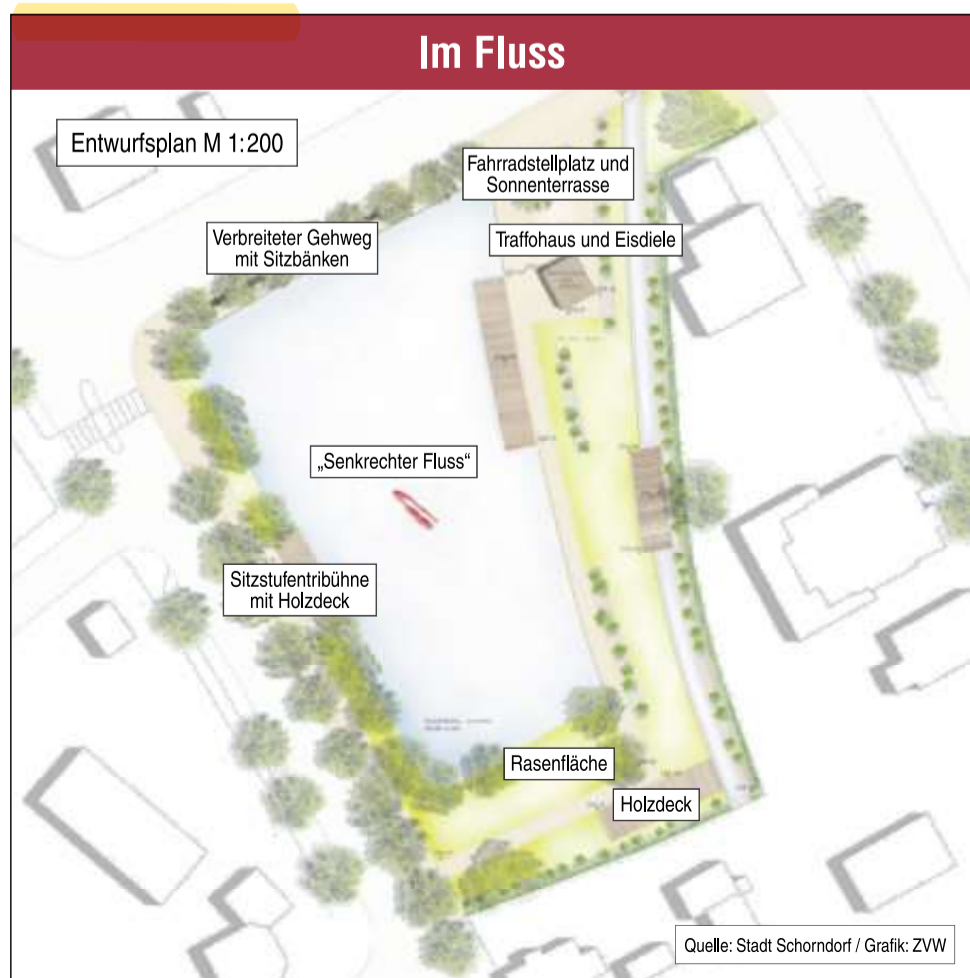 Im Fluss
Entwurfsplan M 1:200
Fahrradstellplatz und
Sonnenterrasse
Verbreiteter Gehweg
mit Sitzbänken
Traffohaus und Eisdiele
„Senkrechter Fluss“
Sitzstufentribühne
mit Holzdeck
Rasenfläche
Holzdeck
Quelle: Stadt Schorndorf / Grafik: ZVW